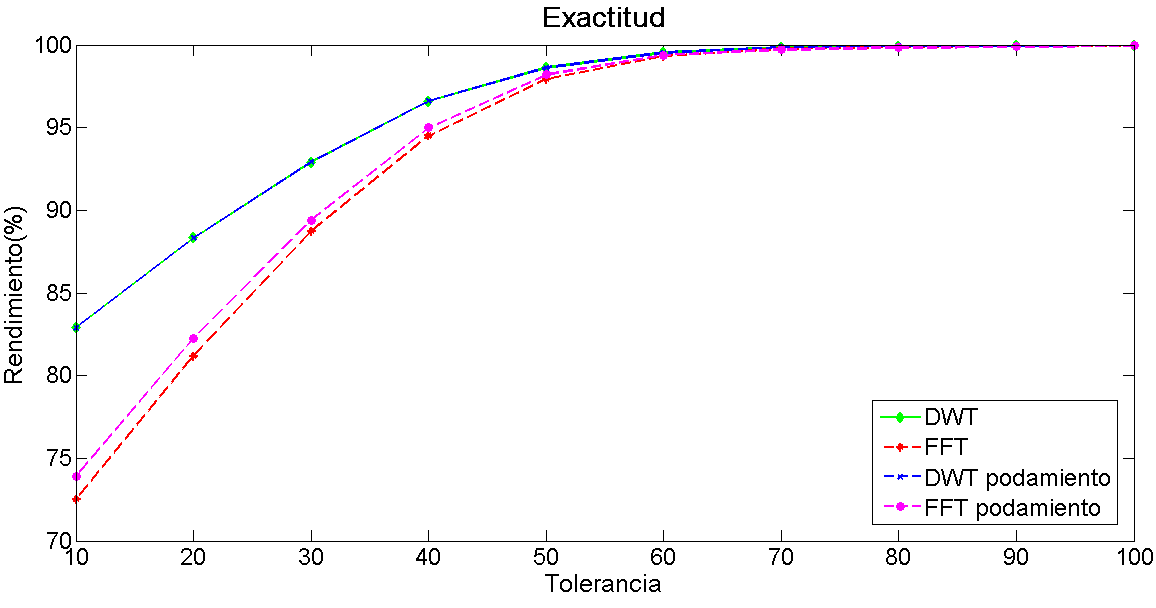 Exactitud
Rendimiento(%)
100
95
90
85
80
75
70
10 20 30 40 50 60 70 80 90 100
Tolerancia
DWT
FFT
DWT podamiento
FFT podamiento